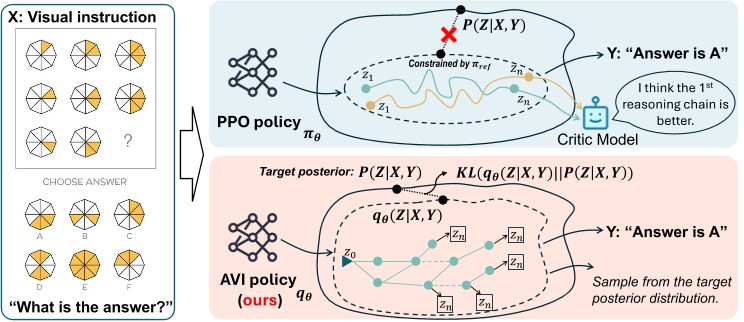 X: Visual instruction
?
CHOOSE ANSWER
A
B
C
D
E
F
“What is the answer?”
P(Z|X,Y)
Constrained by π_ref
z_1
z_1
z_n
z_n
PPO policy π_θ
Y: “Answer is A”
I think the 1^st
reasoning chain is
better.
Critic Model
Target posterior: P(Z|X,Y)
KL(q_θ(Z|X,Y)||P(Z|X,Y))
q_θ(Z|X,Y)
z_0
z_n
z_n
z_n
z_n
z_n
AVI policy
(ours) q_θ
Y: “Answer is A”
Sample from the target
posterior distribution.